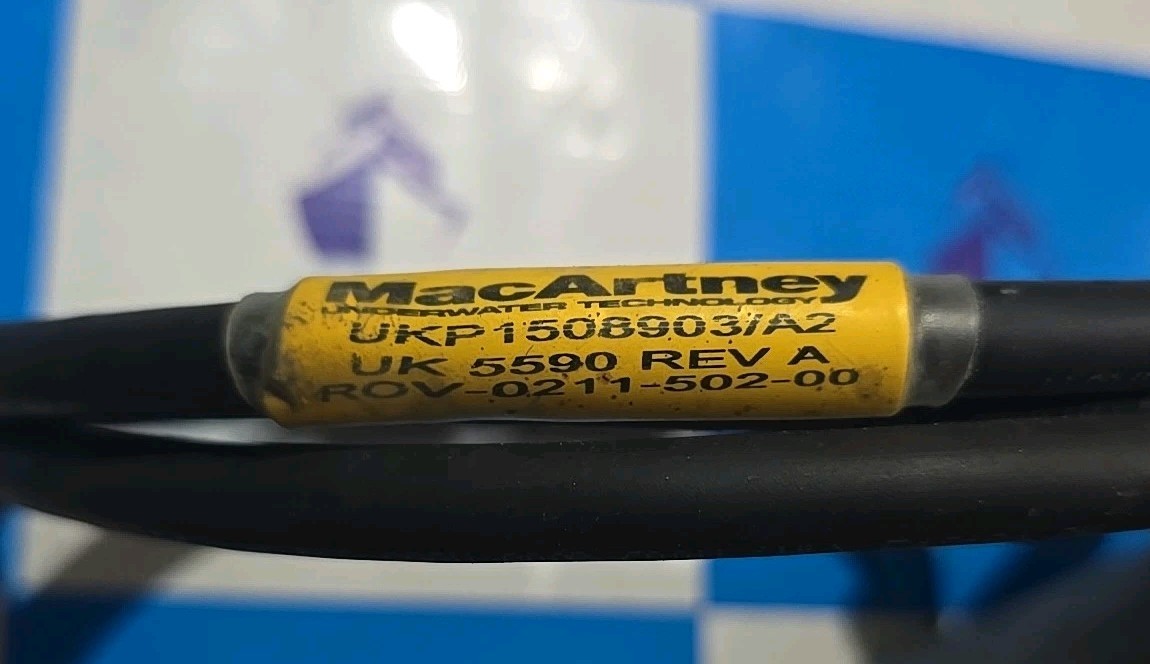 MacArtney
UNDERWATER TECHNOLOGY
UKP1508903/A2
UK 5590 REV A
ROV-0211-502-00